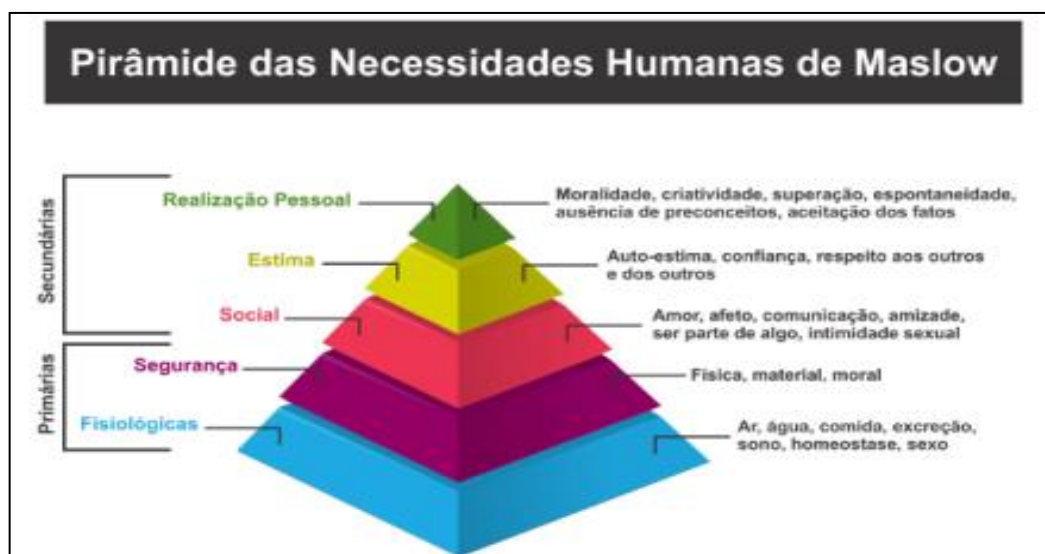 Pirâmide das Necessidades Humanas de Maslow
Secundárias
Realização Pessoal
Moralidade, criatividade, superação, espontaneidade,
ausência de preconceitos, aceitação dos fatos
Estima
Auto-estima, confiança, respeito aos outros
e dos outros
Social
Amor, afeto, comunicação, amizade,
ser parte de algo, intimidade sexual
Primárias
Segurança
Física, material, moral
Fisiológicas
Ar, água, comida, excreção,
sono, homeostase, sexo